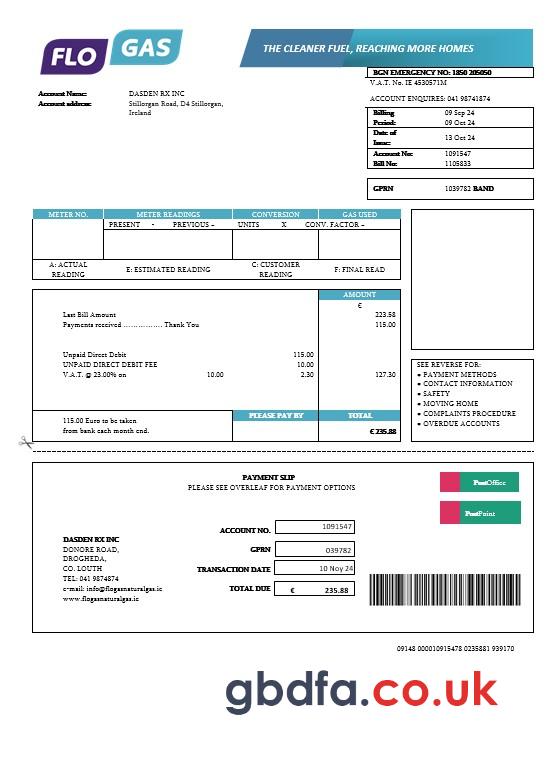 FLO GAS
THE CLEANER FUEL, REACHING MORE HOMES
BGN EMERGENCY NO: 1850 205050
V.A.T. No. IE 4530571M
ACCOUNT ENQUIRES: 041 98741874
Account Name: DASDEN RX INC
Account address: Stillorgan Road, D4 Stillorgan,
Ireland
Billing Period: 09 Sep 24
09 Oct 24
Date of Issue: 13 Oct 24
Account No: 1091547
Bill No: 1105833
GPRN 1039782 BAND
METER NO. METER READINGS CONVERSION GAS USED
PRESENT - PREVIOUS = UNITS X CONV. FACTOR =
A: ACTUAL READING E: ESTIMATED READING C: CUSTOMER READING F: FINAL READ
AMOUNT
€
Last Bill Amount 223.58
Payments received ................ Thank You 115.00
Unpaid Direct Debit 115.00
UNPAID DIRECT DEBIT FEE 10.00
V.A.T. @ 23.00% on 10.00 2.30 127.30
115.00 Euro to be taken
from bank each month end.
PLEASE PAY BY TOTAL
€ 235.88
SEE REVERSE FOR:
● PAYMENT METHODS
● CONTACT INFORMATION
● SAFETY
● MOVING HOME
● COMPLAINTS PROCEDURE
● OVERDUE ACCOUNTS
PAYMENT SLIP
PLEASE SEE OVERLEAF FOR PAYMENT OPTIONS
PostOffice
PostPoint
DASDEN RX INC
DONORE ROAD,
DROGHEDA,
CO. LOUTH
TEL: 041 9874874
e-mail: info@flogasnaturalgas.ie
www.flogasnaturalgas.ie
ACCOUNT NO. 1091547
GPRN 039782
TRANSACTION DATE 10 Nov 24
TOTAL DUE € 235.88
09148 000010915478 0235881 939170
gbdfa.co.uk